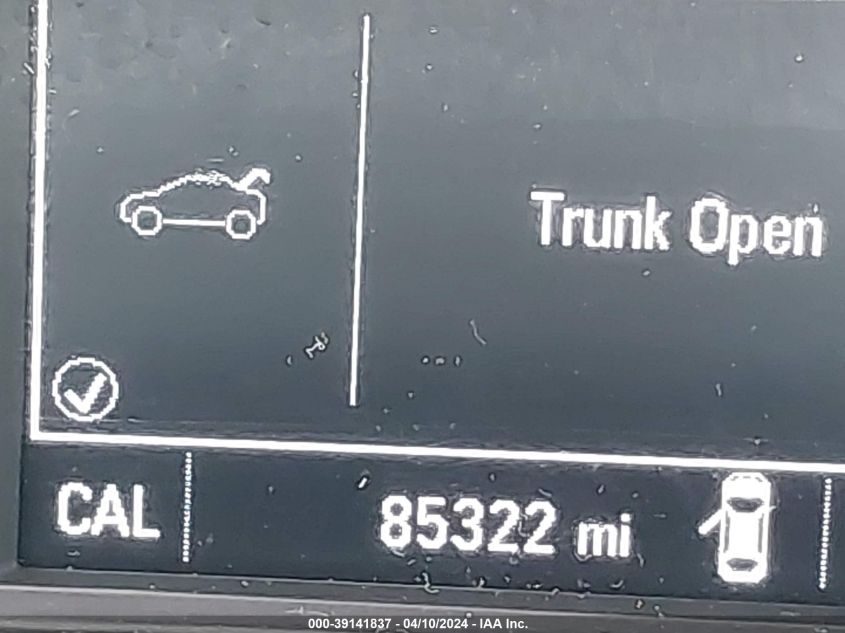 Trunk Open
CAL
85322 mi
000-39141837 - 04/10/2024 - IAA Inc.